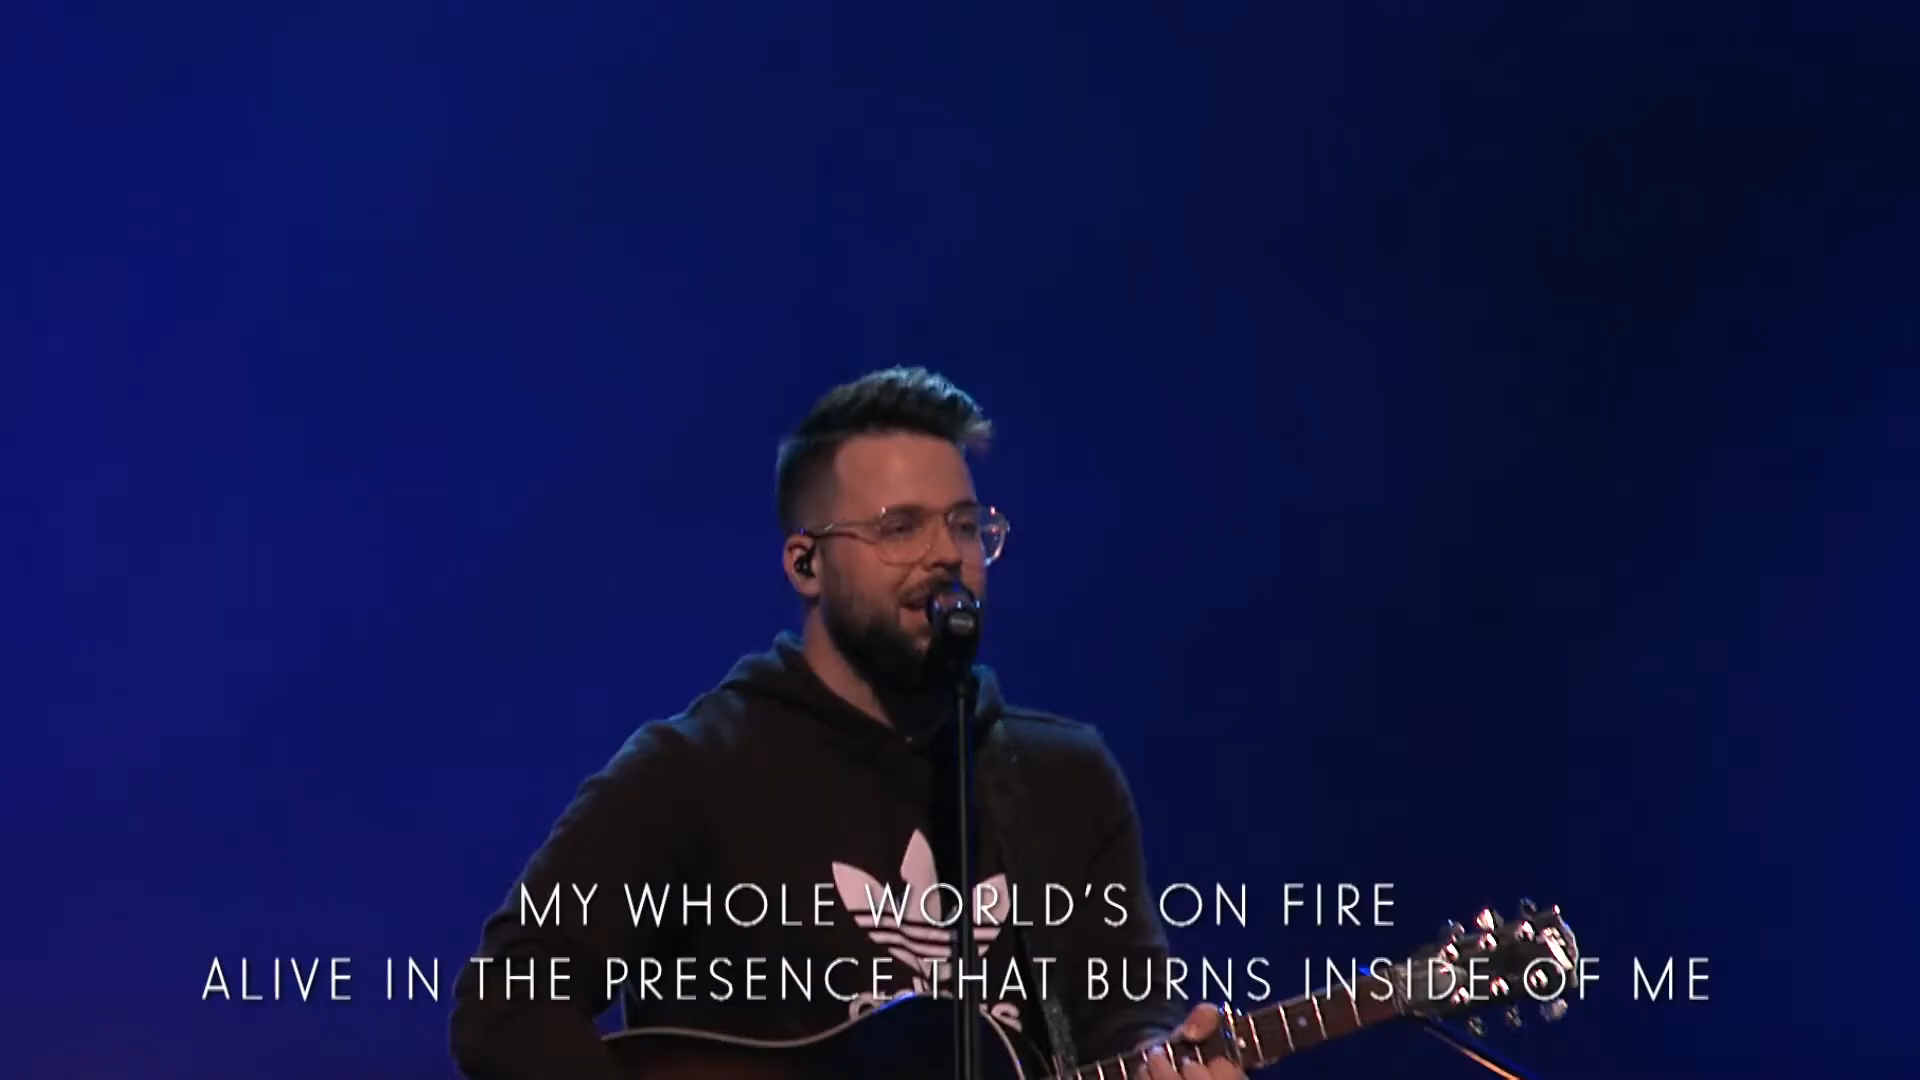 MY WHOLE WORLD'S ON FIRE
ALIVE IN THE PRESENCE THAT BURNS INSIDE OF ME